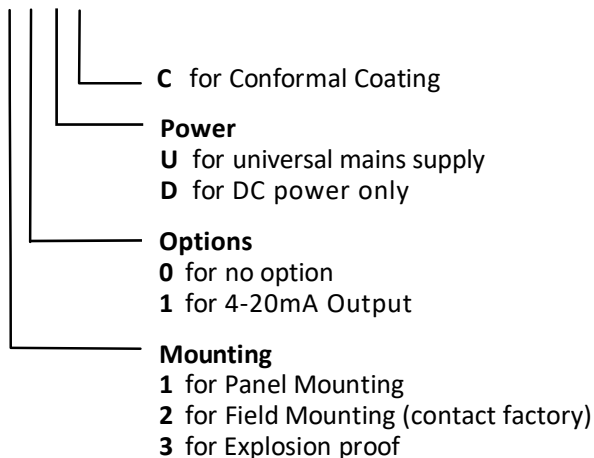 C for Conformal Coating
Power
U for universal mains supply
D for DC power only
Options
0 for no option
1 for 4-20mA Output
Mounting
1 for Panel Mounting
2 for Field Mounting (contact factory)
3 for Explosion proof